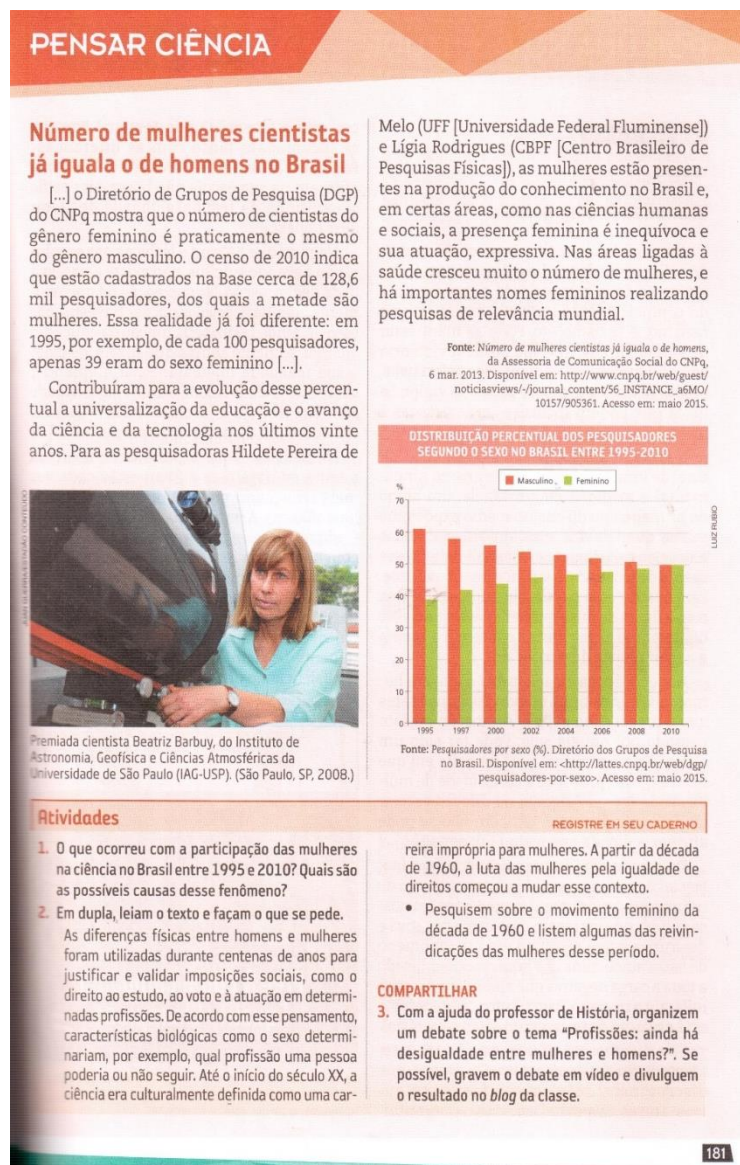 PENSAR CIÊNCIA
Número de mulheres cientistas
já iguala o de homens no Brasil
[...] o Diretório de Grupos de Pesquisa (DGP)
do CNPq mostra que o número de cientistas do
gênero feminino é praticamente o mesmo
do gênero masculino. O censo de 2010 indica
que estão cadastrados na Base cerca de 128,6
mil pesquisadores, dos quais a metade são
mulheres. Essa realidade já foi diferente: em
1995, por exemplo, de cada 100 pesquisadores,
apenas 39 eram do sexo feminino [...].
Contribuíram para a evolução desse percen-
tual a universalização da educação e o avanço
da ciência e da tecnologia nos últimos vinte
anos. Para as pesquisadoras Hildete Pereira de
Melo (UFF [Universidade Federal Fluminense])
e Lígia Rodrigues (CBPF [Centro Brasileiro de
Pesquisas Físicas]), as mulheres estão presen-
tes na produção do conhecimento no Brasil e,
em certas áreas, como nas ciências humanas
e sociais, a presença feminina é inequívoca e
sua atuação, expressiva. Nas áreas ligadas à
saúde cresceu muito o número de mulheres, e
há importantes nomes femininos realizando
pesquisas de relevância mundial.
Fonte: Número de mulheres cientistas já iguala o de homens,
da Assessoria de Comunicação Social do CNPq,
6 mar. 2013. Disponível em: http://www.cnpq.br/web/guest/
noticiasviews/-/journal_content/56_INSTANCE_a6MO/
10157/905361. Acesso em: maio 2015.
JUAN GUERRA/ESTADÃO CONTEÚDO
Premiada cientista Beatriz Barbuy, do Instituto de
Astronomia, Geofísica e Ciências Atmosféricas da
Universidade de São Paulo (IAG-USP). (São Paulo, SP, 2008.)
DISTRIBUIÇÃO PERCENTUAL DOS PESQUISADORES
SEGUNDO O SEXO NO BRASIL ENTRE 1995-2010
Masculino Feminino
%
70
60
50
40
30
20
10
0
1995 1997 2000 2002 2004 2006 2008 2010
LUIZ RUBIO
Fonte: Pesquisadores por sexo (%). Diretório dos Grupos de Pesquisa
no Brasil. Disponível em: <http://lattes.cnpq.br/web/dgp/
pesquisadores-por-sexo>. Acesso em: maio 2015.
Atividades
REGISTRE EM SEU CADERNO
1. O que ocorreu com a participação das mulheres
na ciência no Brasil entre 1995 e 2010? Quais são
as possíveis causas desse fenômeno?
2. Em dupla, leiam o texto e façam o que se pede.
As diferenças físicas entre homens e mulheres
foram utilizadas durante centenas de anos para
justificar e validar imposições sociais, como o
direito ao estudo, ao voto e à atuação em determi-
nadas profissões. De acordo com esse pensamento,
características biológicas como o sexo determi-
nariam, por exemplo, qual profissão uma pessoa
poderia ou não seguir. Até o início do século XX, a
ciência era culturalmente definida como uma car-
reira imprópria para mulheres. A partir da década
de 1960, a luta das mulheres pela igualdade de
direitos começou a mudar esse contexto.
• Pesquisem sobre o movimento feminino da
década de 1960 e listem algumas das reivin-
dicações das mulheres desse período.
COMPARTILHAR
3. Com a ajuda do professor de História, organizem
um debate sobre o tema “Profissões: ainda há
desigualdade entre mulheres e homens?”. Se
possível, gravem o debate em vídeo e divulguem
o resultado no blog da classe.
181